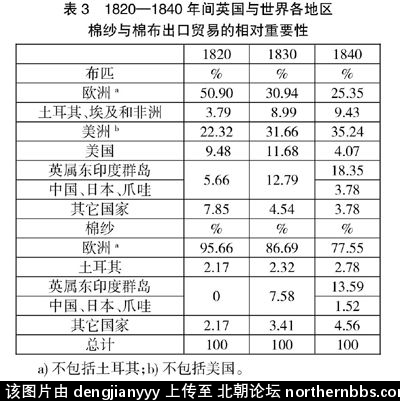 表 3 1820—1840 年间英国与世界各地区
棉纱与棉布出口贸易的相对重要性
1820 1830 1840
布匹 % % %
欧洲 a 50.90 30.94 25.35
土耳其、埃及和非洲 3.79 8.99 9.43
美洲 b 22.32 31.66 35.24
美国 9.48 11.68 4.07
英属东印度群岛 5.66 12.79 18.35
中国、日本、爪哇 3.78
其它国家 7.85 4.54 3.78
棉纱 % % %
欧洲 a 95.66 86.69 77.55
土耳其 2.17 2.32 2.78
英属东印度群岛 0 7.58 13.59
中国、日本、爪哇 1.52
其它国家 2.17 3.41 4.56
总计 100 100 100
a) 不包括土耳其; b) 不包括美国。
该图片由 dengjianyyy 上传至 北朝论坛 northernbbs.co